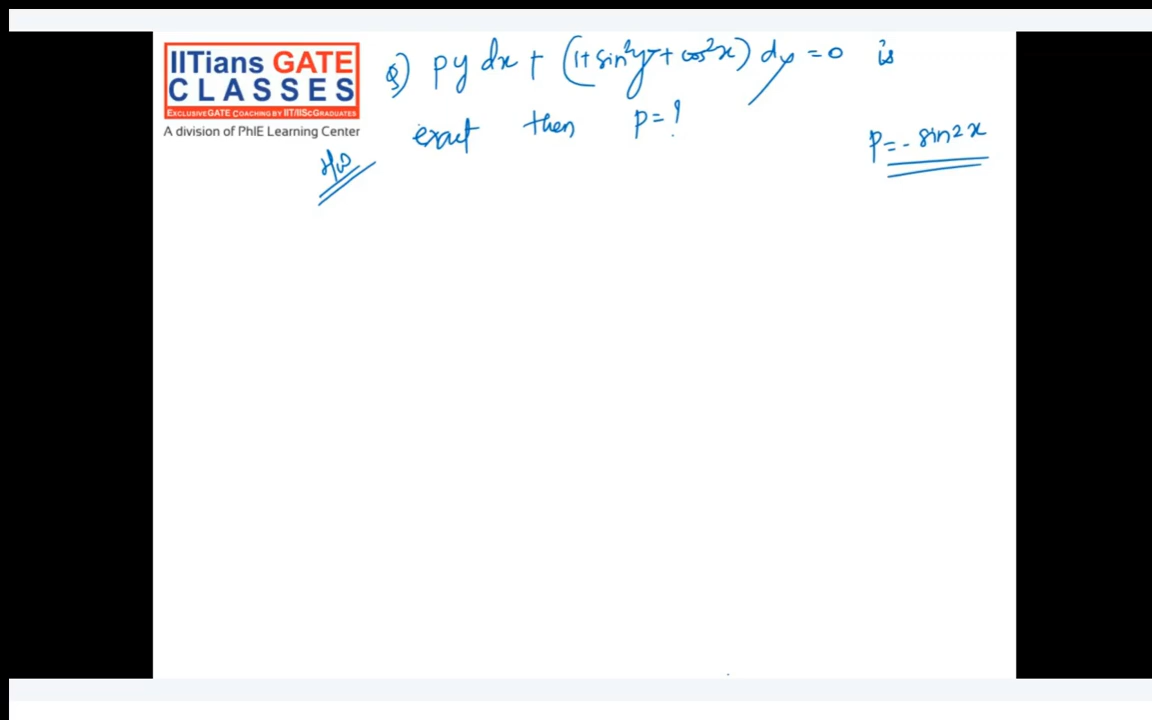 IITians GATE
CLASSES
EXCLUSIVE GATE COACHING BY IIT/IISc GRADUATES
A division of PhIE Learning Center
Q) py dx + (1+ sin²y + cos²x) dy = 0 is
exact then p = ?
p = - sin2x
H/W